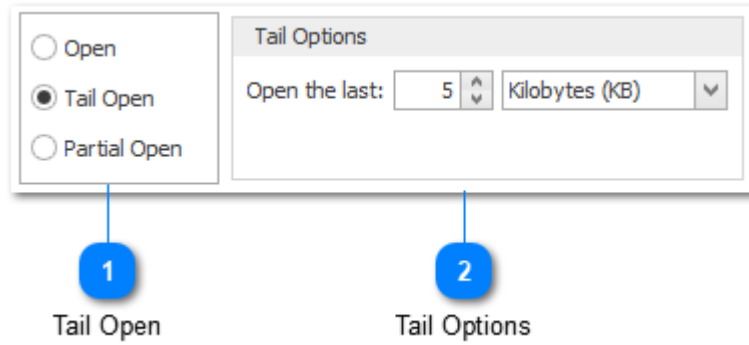 Open
Tail Open
Partial Open
Tail Options
Open the last: 5 Kilobytes (KB)
1
Tail Open
2
Tail Options